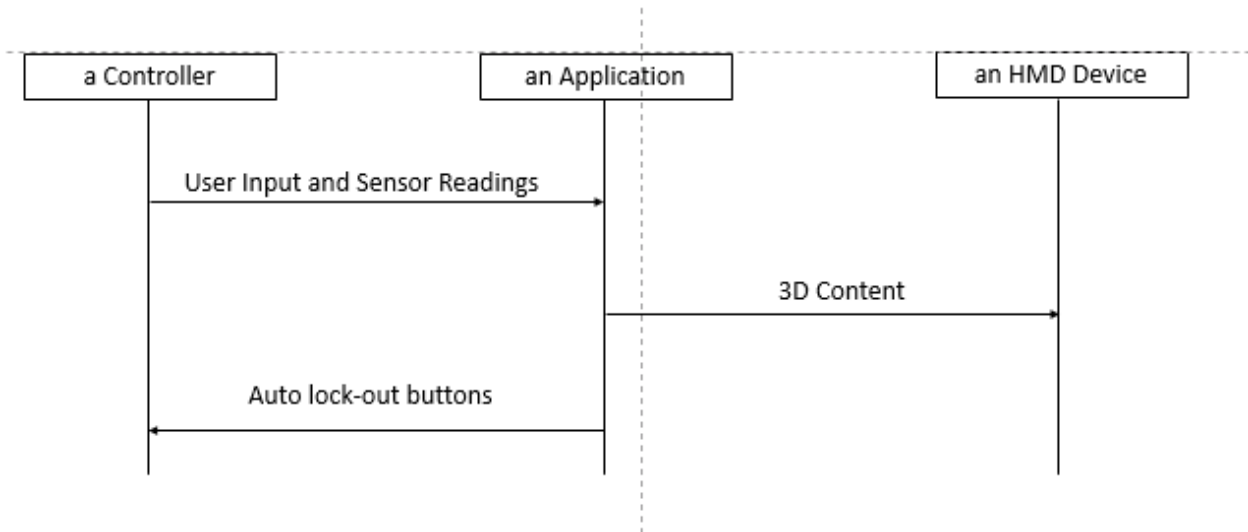 a Controller
an Application
an HMD Device
User Input and Sensor Readings
3D Content
Auto lock-out buttons